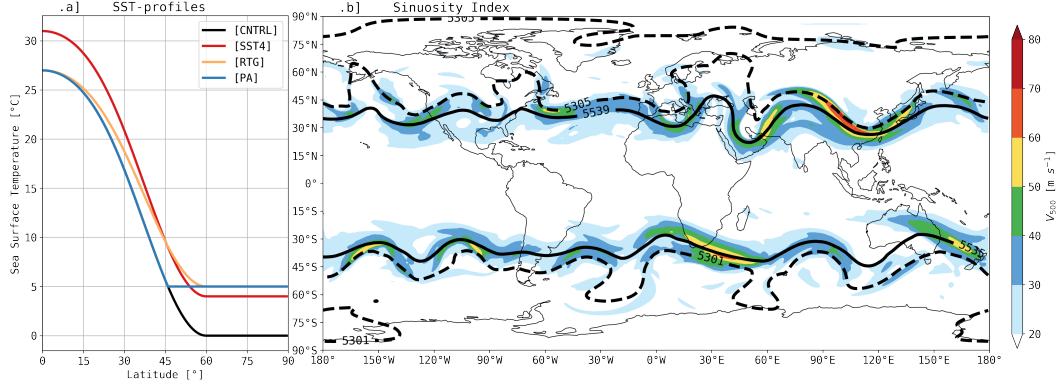 .a] SST-profiles
[CNTRL]
[SST4]
[RTG]
[PA]
Sea Surface Temperature [°C]
30
25
20
15
10
5
0
0 15 30 45 60 75 90
Latitude [°]
.b] Sinuosity Index
90°N
75°N
60°N
45°N
30°N
15°N
0°
15°S
30°S
45°S
60°S
75°S
90°S
180° 150°W 120°W 90°W 60°W 30°W 0°W 30°E 60°E 90°E 120°E 150°E 180°
5305
5305
5539
5301
5535
5301
80
70
60
50
40
30
20
V500 [m s⁻¹]